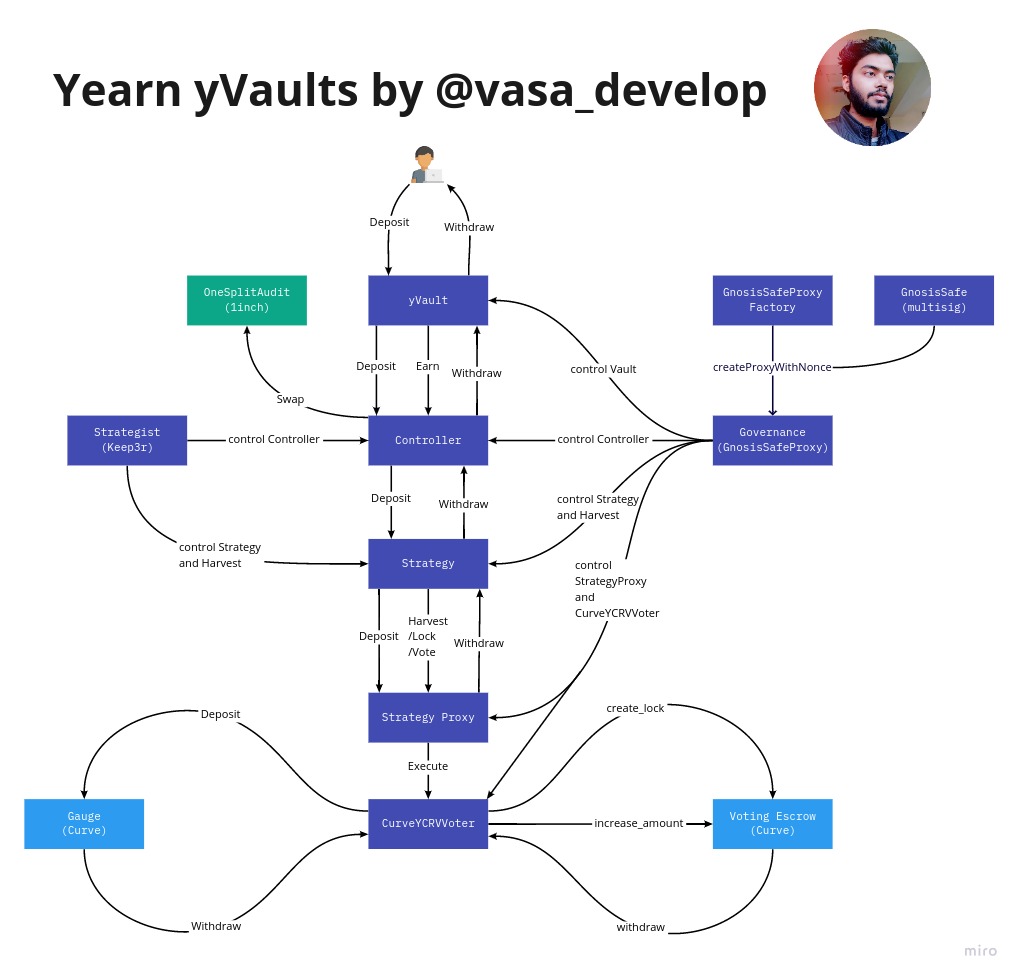 Yearn yVaults by @vasa_develop
Deposit
Withdraw
OneSplitAudit
(1inch)
yVault
GnosisSafeProxy
Factory
GnosisSafe
(multisig)
Deposit
Earn
Withdraw
control Vault
createProxyWithNonce
Swap
Strategist
(Keep3r)
control Controller
Controller
control Controller
Governance
(GnosisSafeProxy)
Deposit
Withdraw
control Strategy
and Harvest
control Strategy
and Harvest
Strategy
control
StrategyProxy
and
CurveYCRVVoter
Deposit
Harvest
/Lock
/Vote
Withdraw
Strategy Proxy
Deposit
create_lock
Execute
Gauge
(Curve)
CurveYCRVVoter
increase_amount
Voting Escrow
(Curve)
Withdraw
withdraw
miro